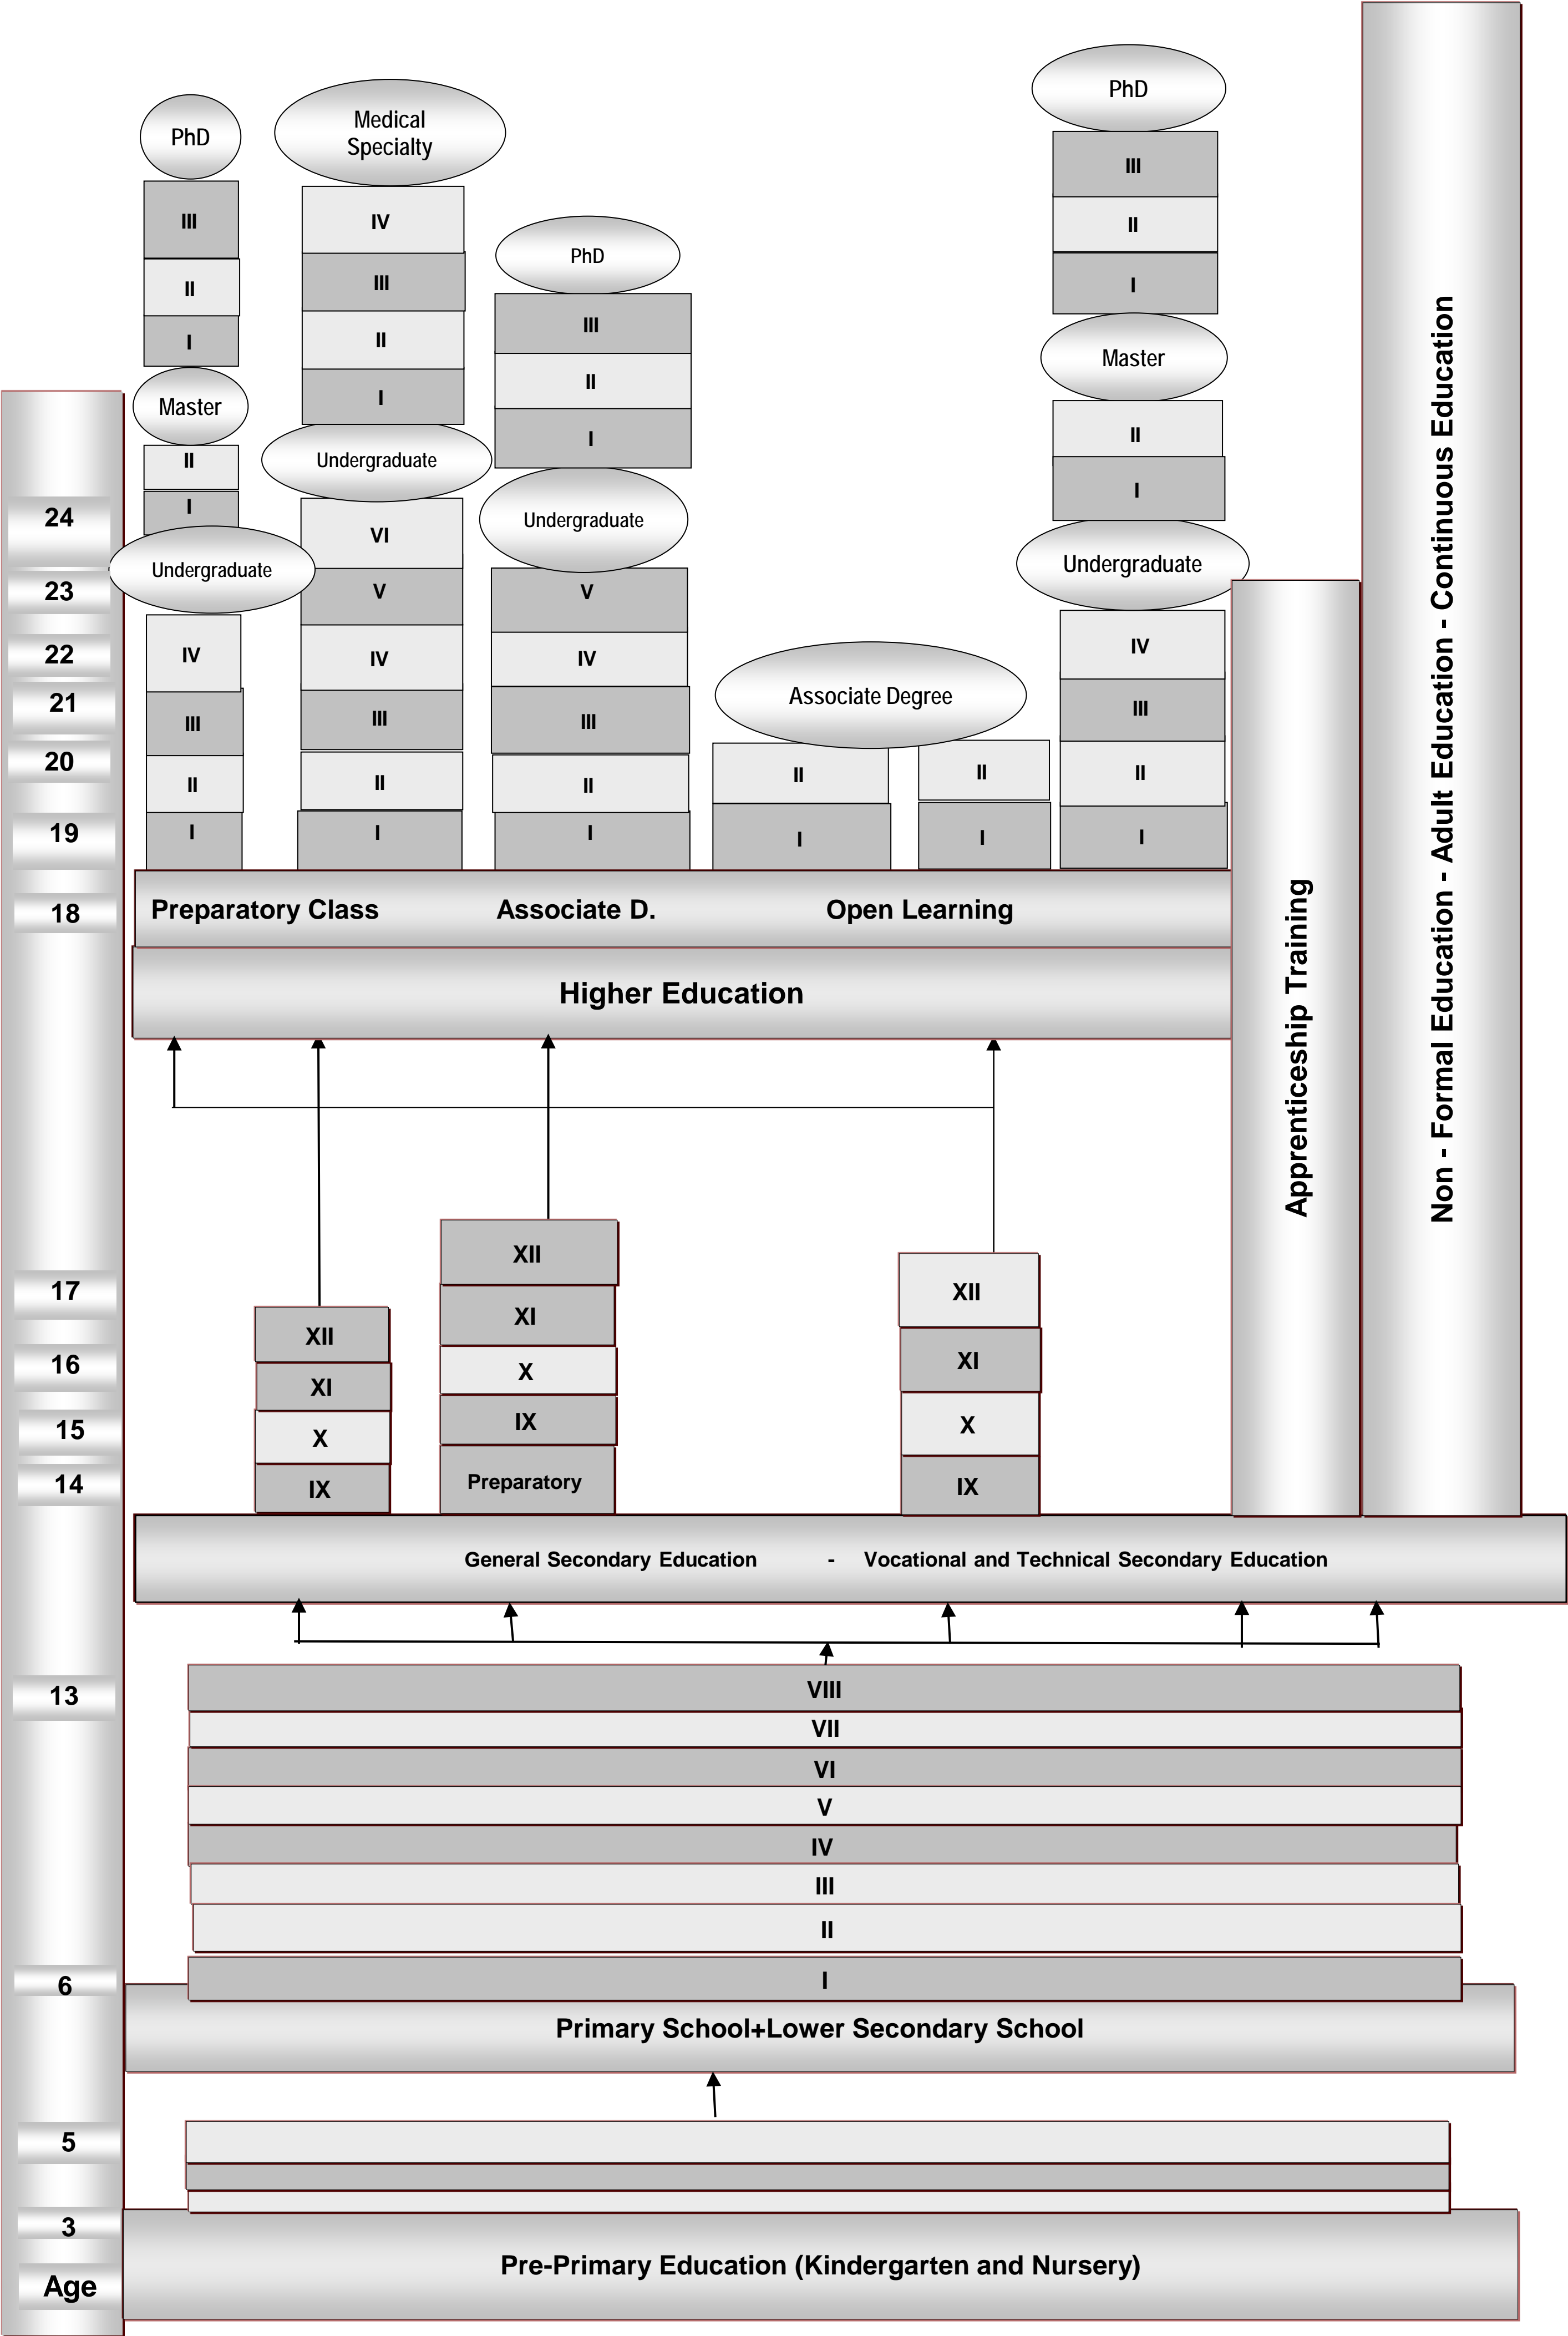 PhD
Medical
Specialty
PhD
PhD
III
II
I
Master
II
I
Undergraduate
IV
III
II
I
IV
III
II
I
Undergraduate
VI
V
IV
III
II
I
III
II
I
Undergraduate
V
IV
III
II
I
Associate Degree
II
I
II
I
III
II
I
Master
II
I
Undergraduate
IV
III
II
I
24
23
22
21
20
19
18
17
16
15
14
13
6
5
3
Age
Preparatory Class Associate D. Open Learning
Higher Education
Apprenticeship Training
Non - Formal Education - Adult Education - Continuous Education
XII
XI
X
IX
XII
XI
X
IX
Preparatory
XII
XI
X
IX
General Secondary Education - Vocational and Technical Secondary Education
VIII
VII
VI
V
IV
III
II
I
Primary School+Lower Secondary School
Pre-Primary Education (Kindergarten and Nursery)